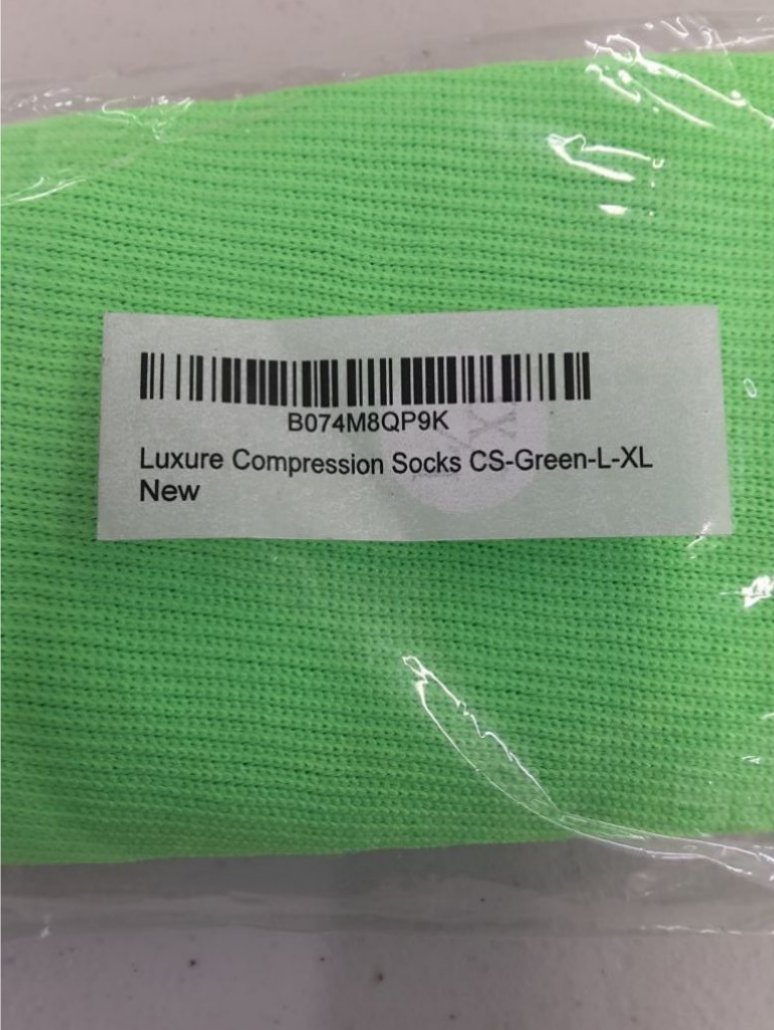 B074M8QP9K
Luxure Compression Socks CS-Green-L-XL
New